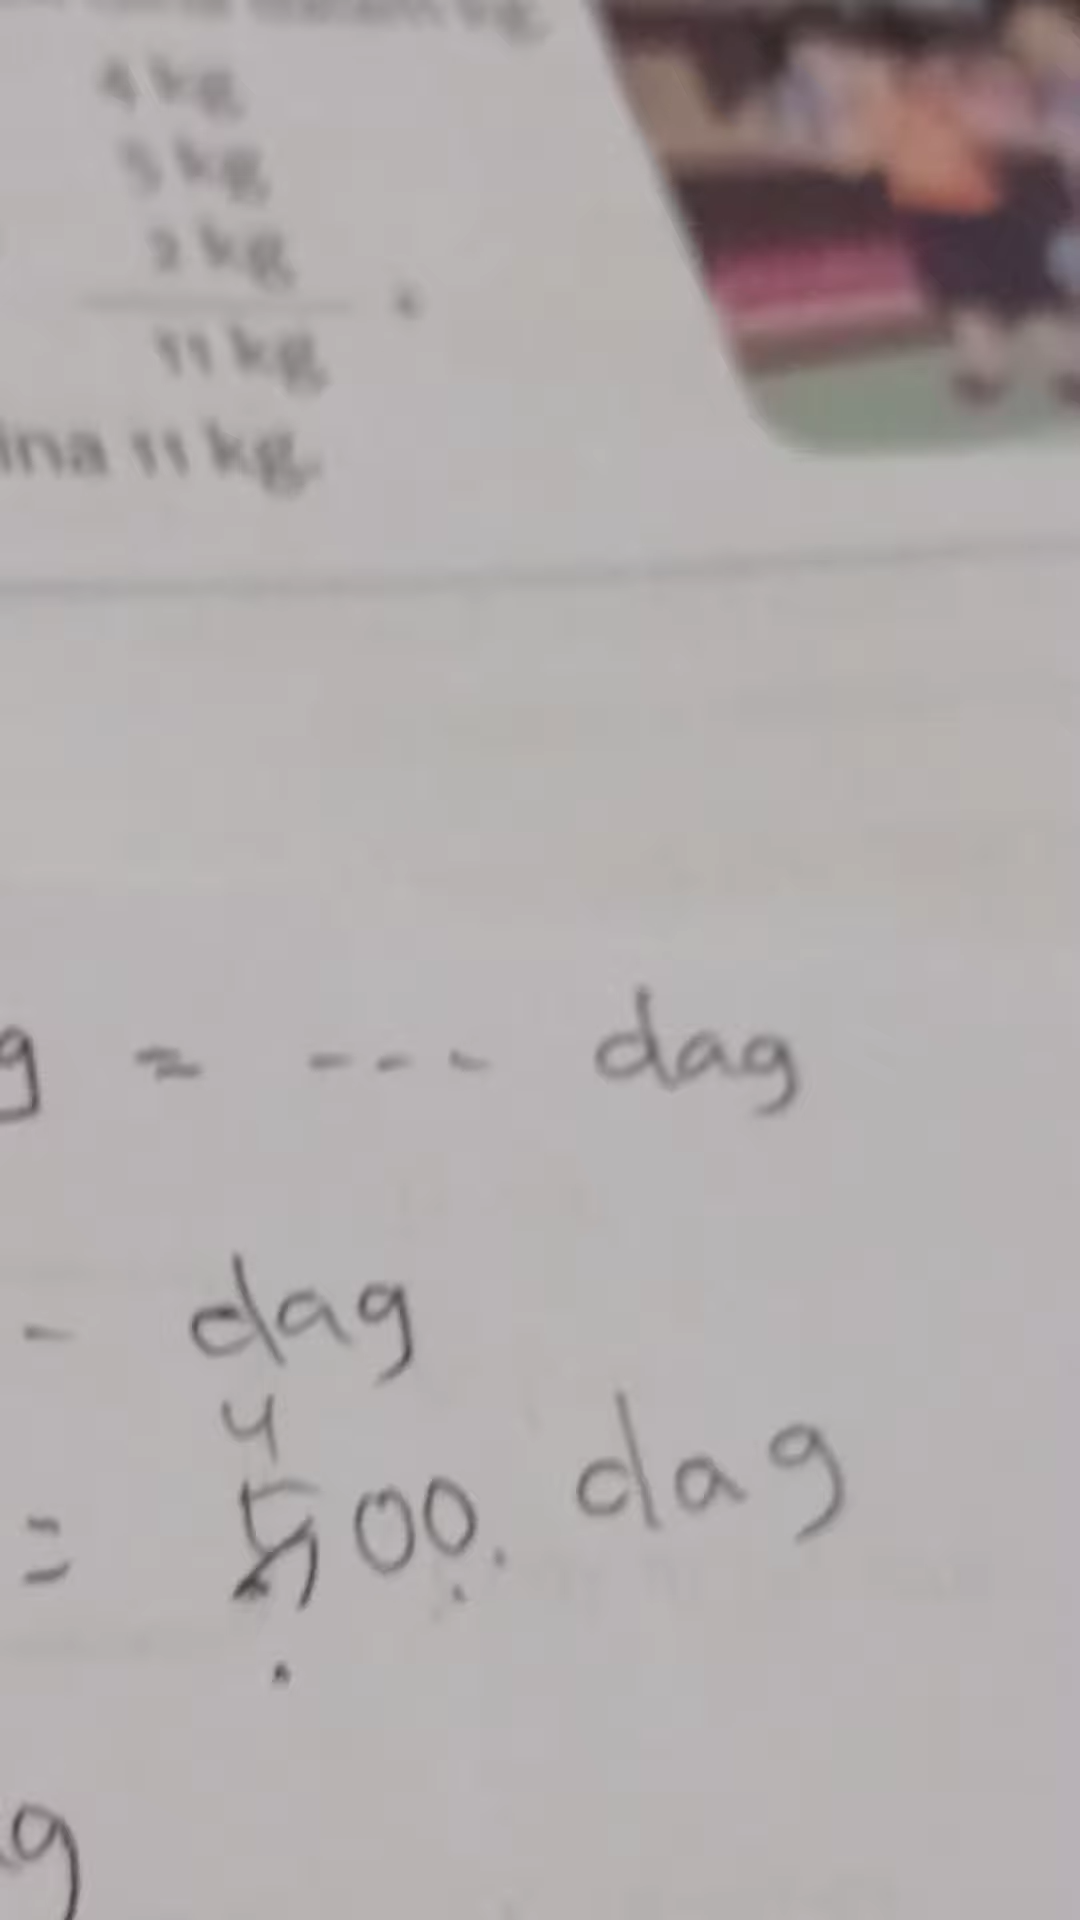 4 kg
5 kg
2 kg
11 kg
ina 11 kg.
g = --- dag
- dag
4
= 500. dag
g